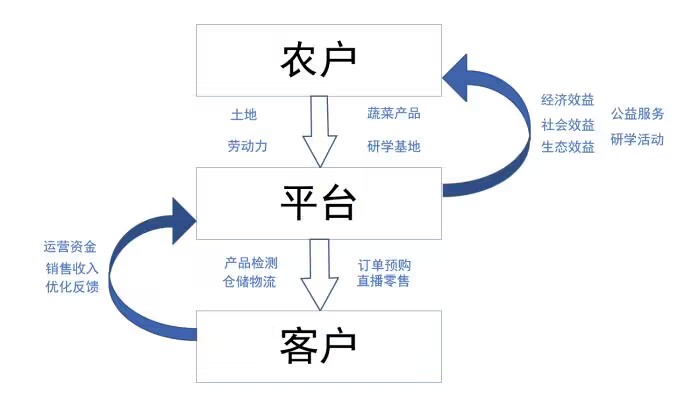 农户
土地
蔬菜产品
劳动力
研学基地
经济效益
公益服务
社会效益
研学活动
生态效益
平台
运营资金
销售收入
优化反馈
产品检测
订单预购
仓储物流
直播零售
客户